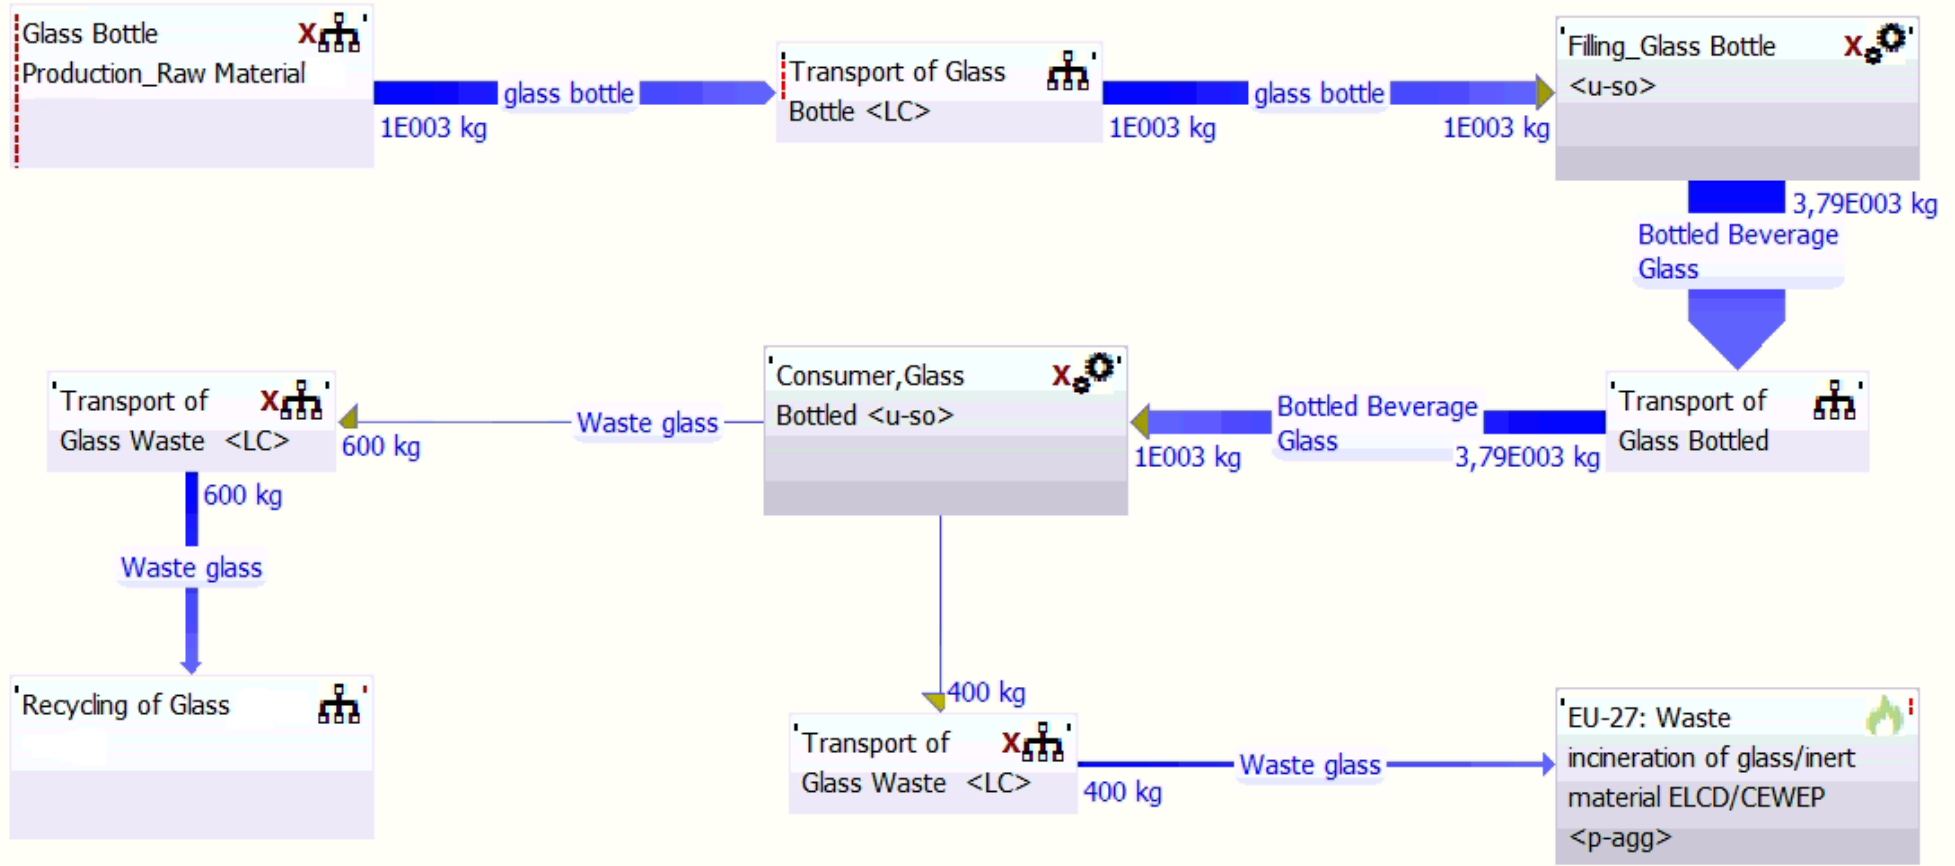 Glass Bottle
Production_Raw Material
X
glass bottle
1E003 kg
Transport of Glass
Bottle <LC>
glass bottle
1E003 kg
1E003 kg
Filling_Glass Bottle
X
<u-so>
3,79E003 kg
Bottled Beverage
Glass
Transport of
Glass Bottled
Bottled Beverage
Glass
3,79E003 kg
1E003 kg
Consumer,Glass
X
Bottled <u-so>
Waste glass
600 kg
Transport of
X
Glass Waste <LC>
600 kg
Waste glass
Recycling of Glass
400 kg
Transport of
X
Glass Waste <LC>
Waste glass
400 kg
EU-27: Waste
incineration of glass/inert
material ELCD/CEWEP
<p-agg>